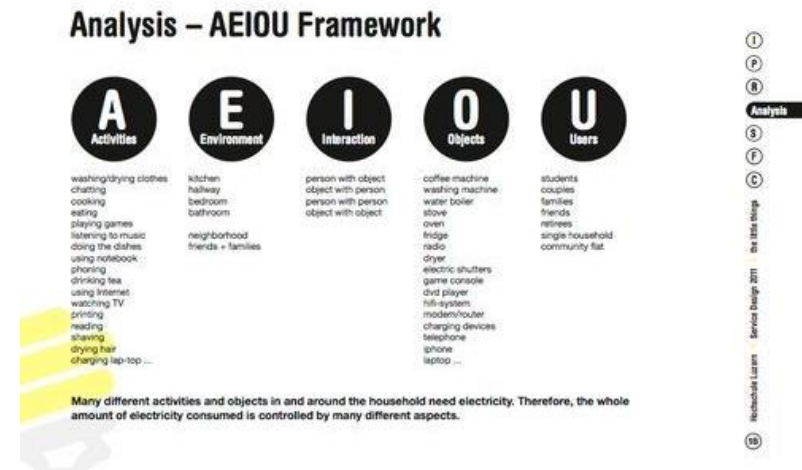 Analysis – AEIOU Framework
A
Activities
washing/drying clothes
chatting
cooking
eating
playing games
listening to music
doing the dishes
using notebook
phoning
drinking tea
using Internet
watching TV
printing
reading
shaving
drying hair
charging lap-top ...
E
Environment
kitchen
hallway
bedroom
bathroom
neighborhood
friends + families
I
Interaction
person with object
object with person
person with person
object with object
O
Objects
coffee machine
washing machine
water boiler
stove
oven
fridge
radio
dryer
electric shutters
game console
dvd player
hifi-system
modem/router
charging devices
telephone
iphone
laptop ...
U
Users
students
couples
families
friends
retirees
single household
community flat
Many different activities and objects in and around the household need electricity. Therefore, the whole
amount of electricity consumed is controlled by many different aspects.
I
P
R
Analysis
S
F
C
Hochschule Luzern Service Design 2011 the little things